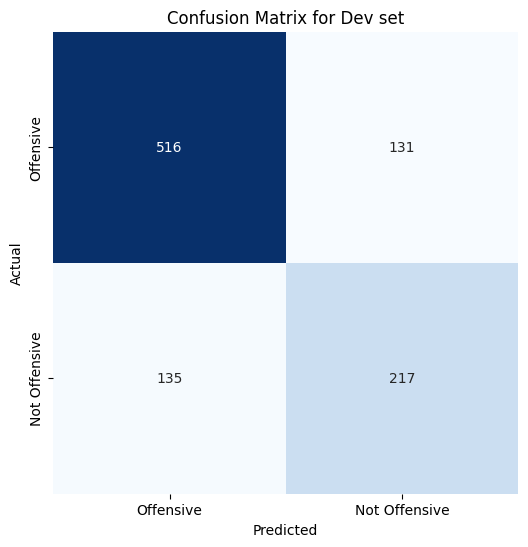 Confusion Matrix for Dev set
Offensive
516
131
Actual
Not Offensive
135
217
Offensive
Not Offensive
Predicted